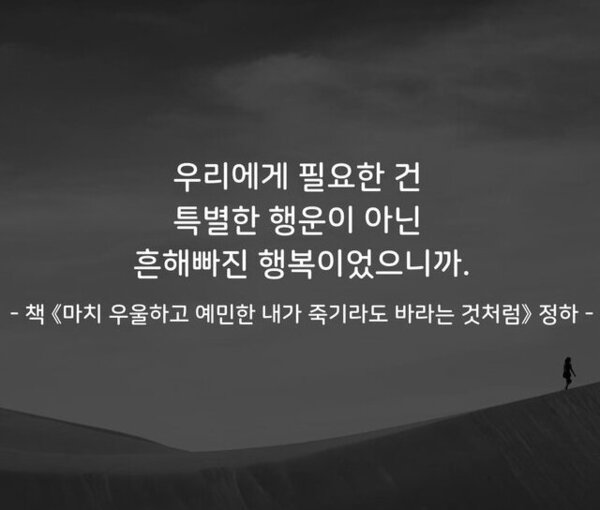 우리에게 필요한 건
특별한 행운이 아닌
흔해빠진 행복이었으니까.
- 책 《마치 우울하고 예민한 내가 죽기라도 바라는 것처럼》 정하 -